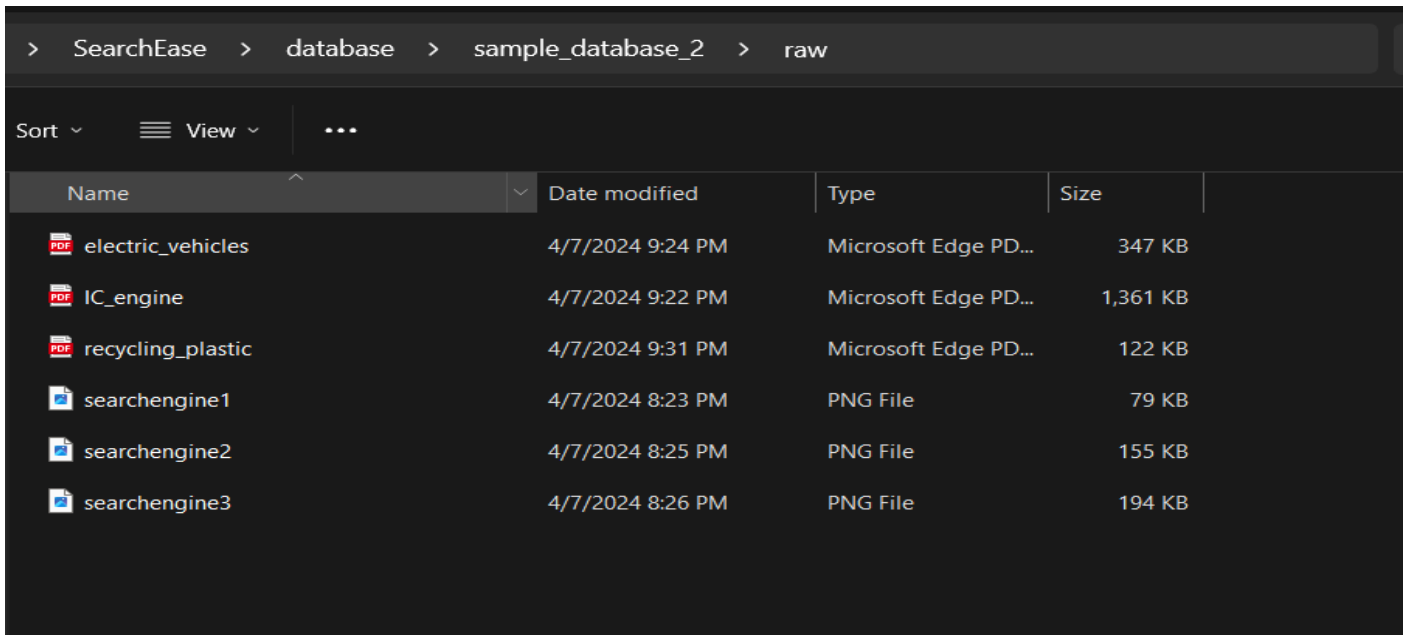 > SearchEase > database > sample_database_2 > raw
Sort View •••
Name Date modified Type Size
PDF electric_vehicles 4/7/2024 9:24 PM Microsoft Edge PD... 347 KB
PDF IC_engine 4/7/2024 9:22 PM Microsoft Edge PD... 1,361 KB
PDF recycling_plastic 4/7/2024 9:31 PM Microsoft Edge PD... 122 KB
searchengine1 4/7/2024 8:23 PM PNG File 79 KB
searchengine2 4/7/2024 8:25 PM PNG File 155 KB
searchengine3 4/7/2024 8:26 PM PNG File 194 KB